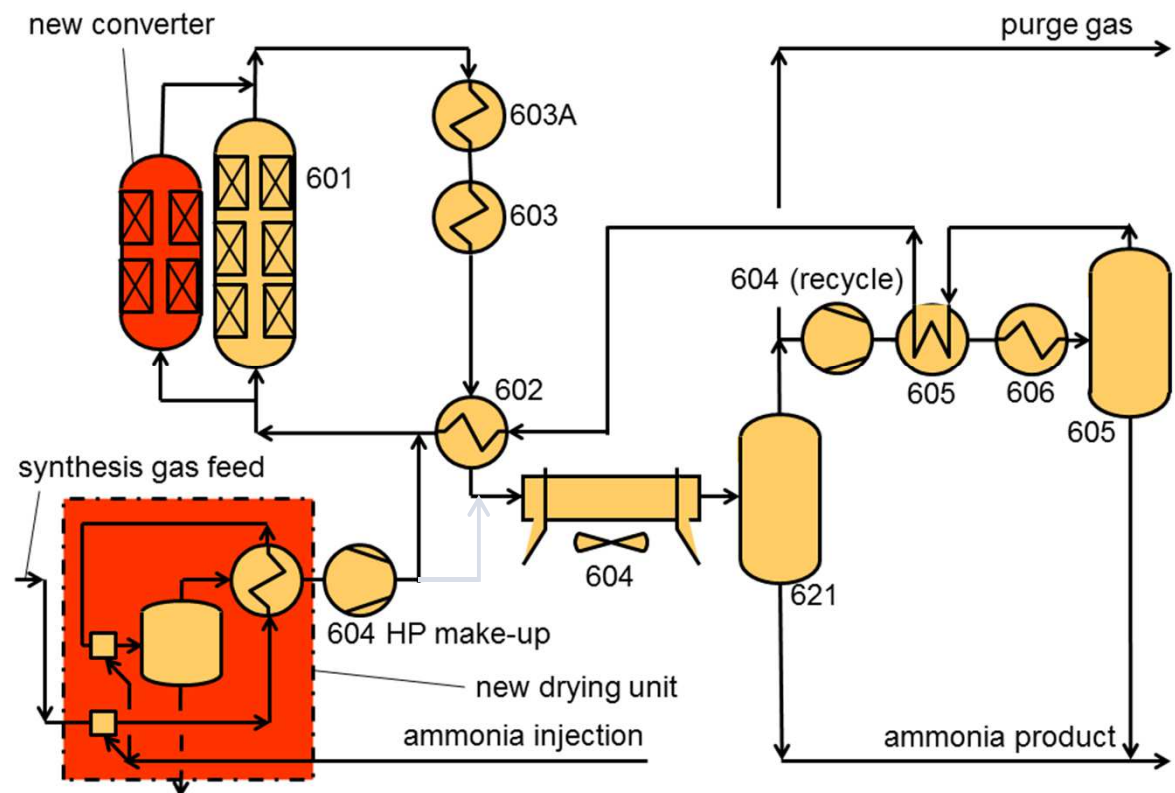 new converter
purge gas
603A
601
603
604 (recycle)
602
605
606
605
synthesis gas feed
604
621
604 HP make-up
new drying unit
ammonia injection
ammonia product